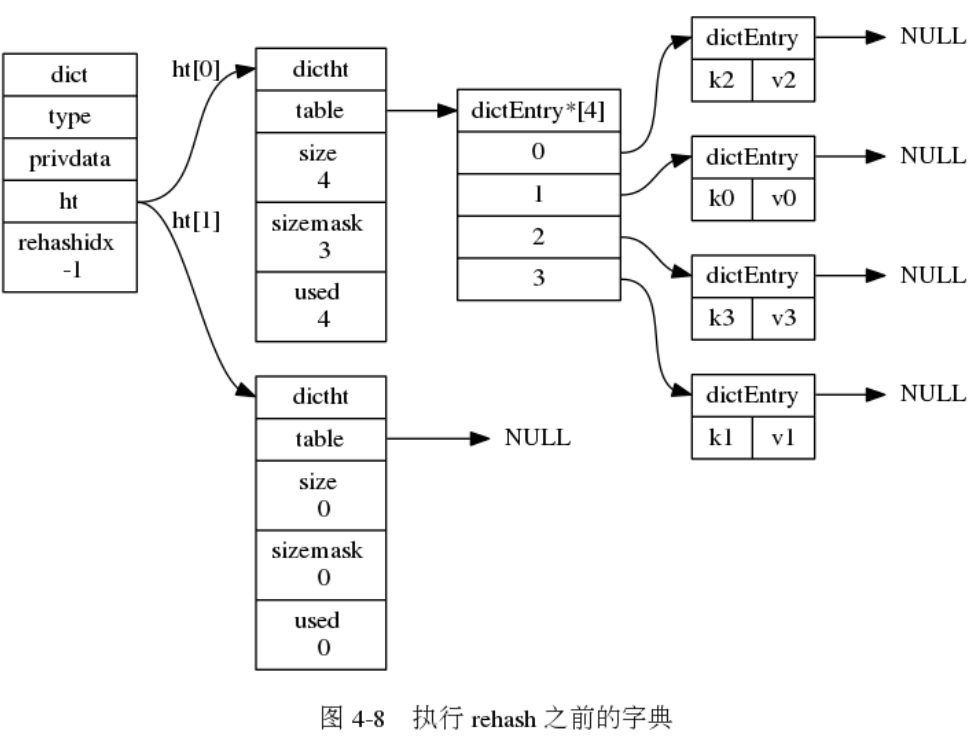 dict
type
privdata
ht
rehashidx
-1
ht[0]
ht[1]
dictht
table
size
4
sizemask
3
used
4
dictht
table
size
0
sizemask
0
used
0
NULL
dictEntry*[4]
0
1
2
3
dictEntry
k2 v2
NULL
dictEntry
k0 v0
NULL
dictEntry
k3 v3
NULL
dictEntry
k1 v1
NULL
图 4-8 执行 rehash 之前的字典